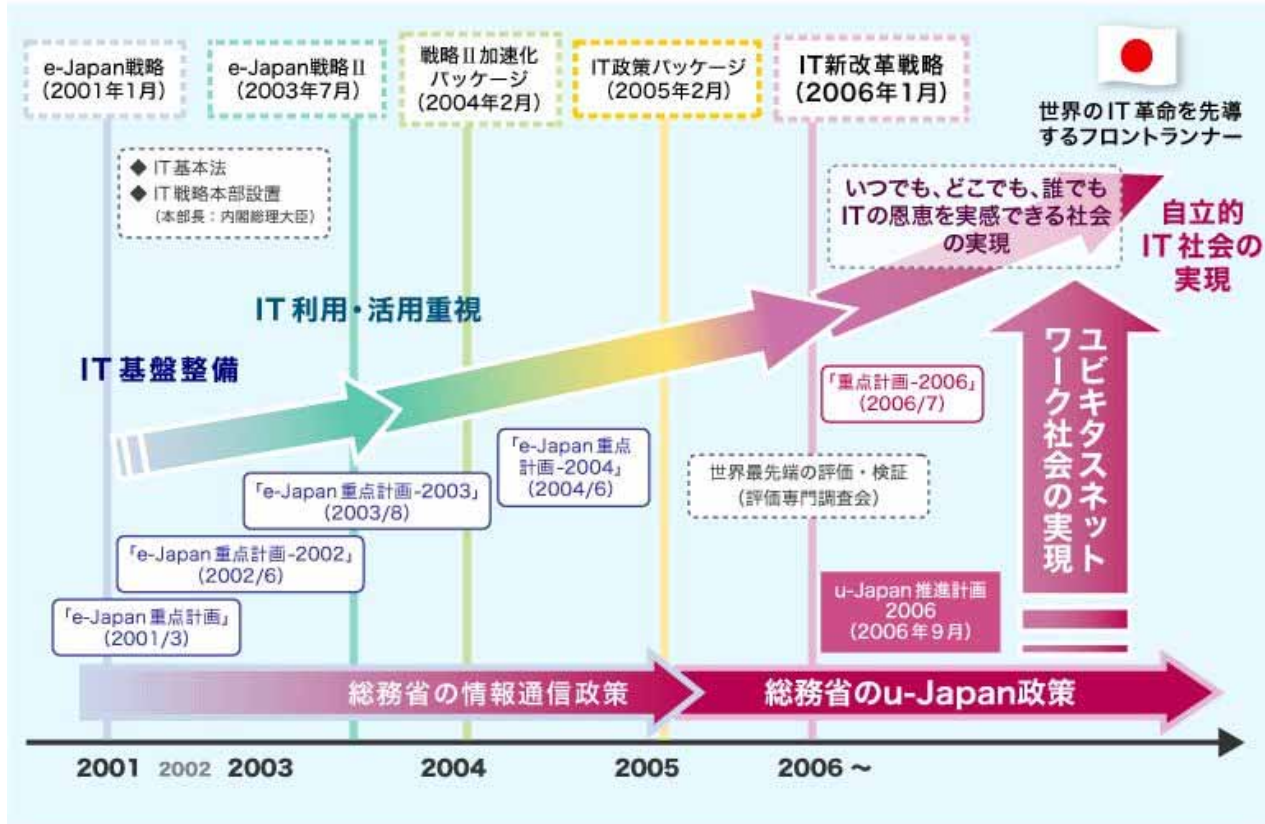 e-Japan戦略
(2001年1月)
e-Japan戦略Ⅱ
(2003年7月)
戦略Ⅱ加速化
パッケージ
(2004年2月)
IT政策パッケージ
(2005年2月)
IT新改革戦略
(2006年1月)
世界のIT革命を先導
するフロントランナー
◆ IT基本法
◆ IT戦略本部設置
(本部長：内閣総理大臣)
いつでも、どこでも、誰でも
ITの恩恵を実感できる社会
の実現
自立的
IT社会の
実現
IT利用・活用重視
IT基盤整備
「重点計画-2006」
(2006/7)
ユビキタスネット
ワーク社会の実現
「e-Japan重点
計画-2004」
(2004/6)
世界最先端の評価・検証
(評価専門調査会)
「e-Japan重点計画-2003」
(2003/8)
「e-Japan重点計画-2002」
(2002/6)
「e-Japan重点計画」
(2001/3)
u-Japan推進計画
2006
(2006年9月)
総務省の情報通信政策
総務省のu-Japan政策
2001 2002 2003 2004 2005 2006～